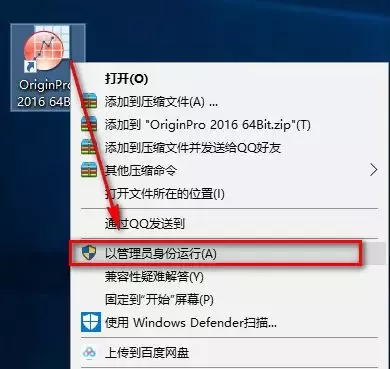 OriginPro
2016 64Bit
打开(O)
添加到压缩文件(A) ...
添加到 "OriginPro 2016 64Bit.zip"(T)
添加到压缩文件并发送给QQ好友
其他压缩命令
打开文件所在的位置(I)
通过QQ发送到
以管理员身份运行(A)
兼容性疑难解答(Y)
固定到"开始"屏幕(P)
使用 Windows Defender扫描...
上传到百度网盘